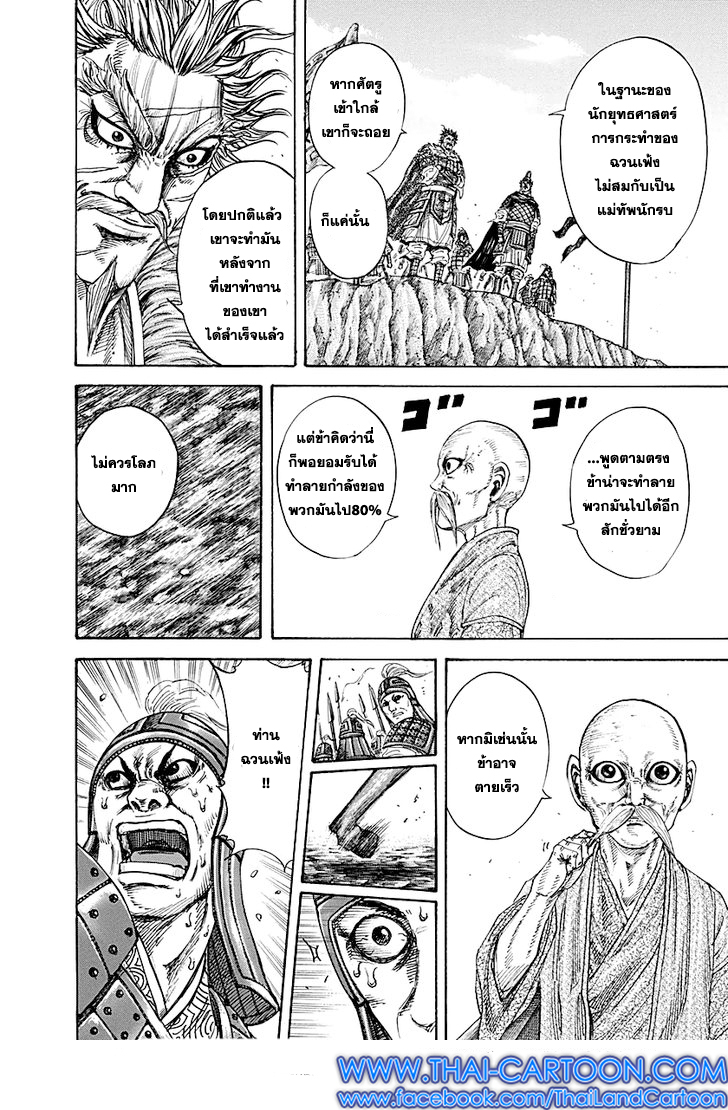 ในฐานะของ
นักยุทธศาสตร์
การกระทำของ
ฉวนเฟ้ง
ไม่สมกับเป็น
แม่ทัพนักรบ
หากศัตรู
เข้าใกล้
เขาก็จะถอย
ก็แค่นั้น
โดยปกติแล้ว
เขาจะทำมัน
หลังจาก
ที่เขาทำงาน
ของเขา
ได้สำเร็จแล้ว
ゴ"
ゴ"
...พูดตามตรง
ข้าน่าจะทำลาย
พวกมันไปได้อีก
สักชั่วยาม
แต่ข้าคิดว่านี่
ก็พอยอมรับได้
ทำลายกำลังของ
พวกมันไป80%
ไม่ควรโลภ
มาก
หากมิเช่นนั้น
ข้าอาจ
ตายเร็ว
ท่าน
ฉวนเฟ้ง
!!
WWW.THAI-CARTOON.COM
www.facebook.com/ThaiLandCartoon